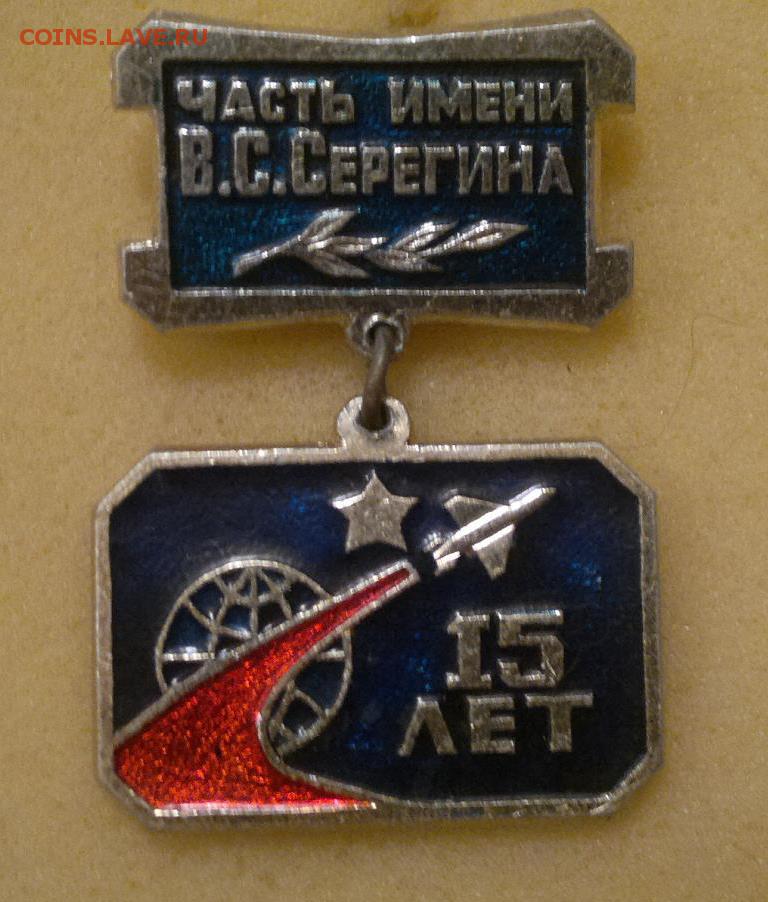 COINS.LAVE.RU
ЧАСТЬ ИМЕНИ
В.С.СЕРЕГИНА
15
ЛЕТ